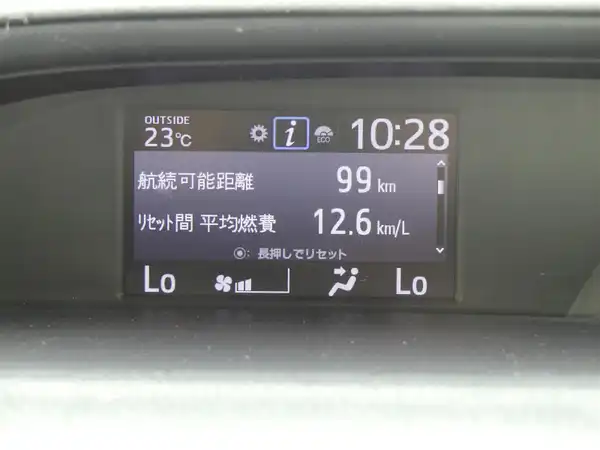 OUTSIDE
23℃ i ECO 10:28
航続可能距離 99 km
リセット間 平均燃費 12.6 km/L
◉: 長押しでリセット
Lo Lo